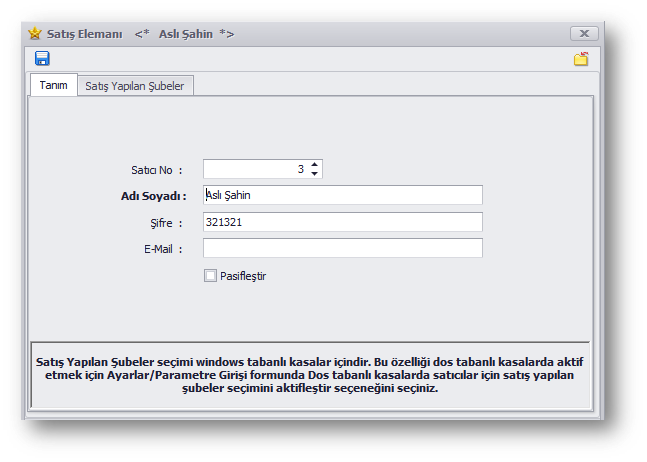 Satış Elemanı <* Aslı Şahin *>
Tanım Satış Yapılan Şubeler
Satıcı No : 3
Adı Soyadı : Aslı Şahin
Şifre : 321321
E-Mail :
Pasifleştir
Satış Yapılan Şubeler seçimi windows tabanlı kasalar içindir. Bu özelliği dos tabanlı kasalarda aktif
etmek için Ayarlar/Parametre Girişi formunda Dos tabanlı kasalarda satıcılar için satış yapılan
şubeler seçimini aktifleştir seçeneğini seçiniz.